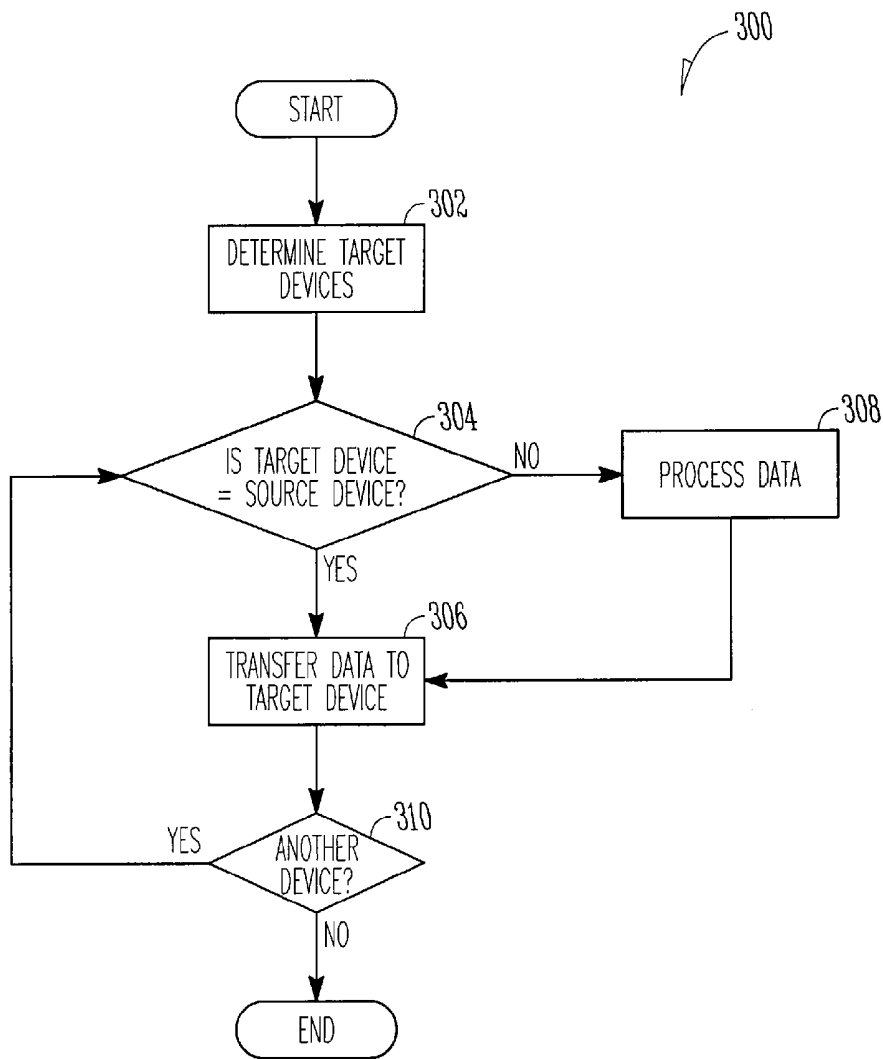 300
START
302
DETERMINE TARGET
DEVICES
304
IS TARGET DEVICE
= SOURCE DEVICE?
NO
308
PROCESS DATA
YES
306
TRANSFER DATA TO
TARGET DEVICE
310
YES
ANOTHER
DEVICE?
NO
END